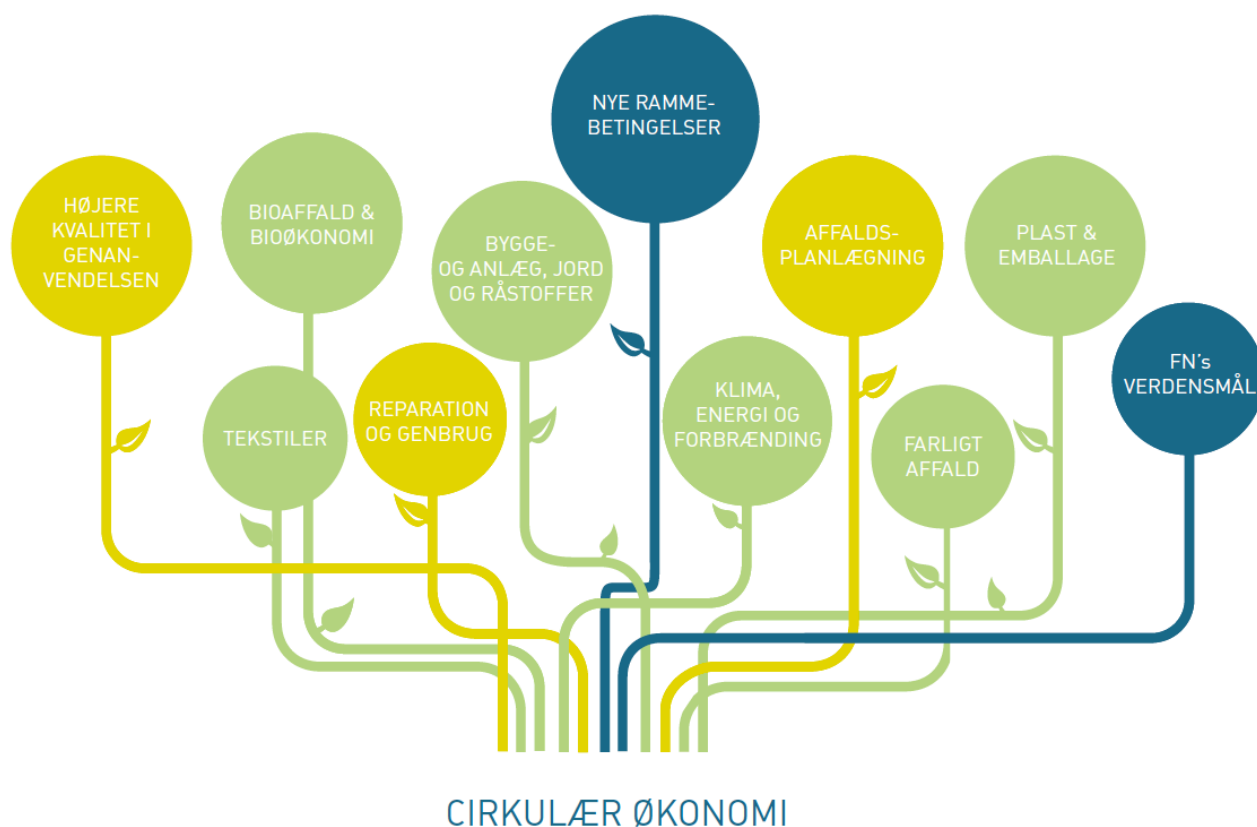 NYE RAMME-
BETINGELSER
HØJERE
KVALITET I
GENAN-
VENDELSEN
BIOAFFALD &
BIOØKONOMI
BYGGE-
OG ANLÆG, JORD
OG RÅSTOFFER
AFFALDS-
PLANLÆGNING
PLAST &
EMBALLAGE
FN's
VERDENSMÅL
TEKSTILER
REPARATION
OG GENBRUG
KLIMA,
ENERGI OG
FORBRÆNDING
FARLIGT
AFFALD
CIRKULÆR ØKONOMI